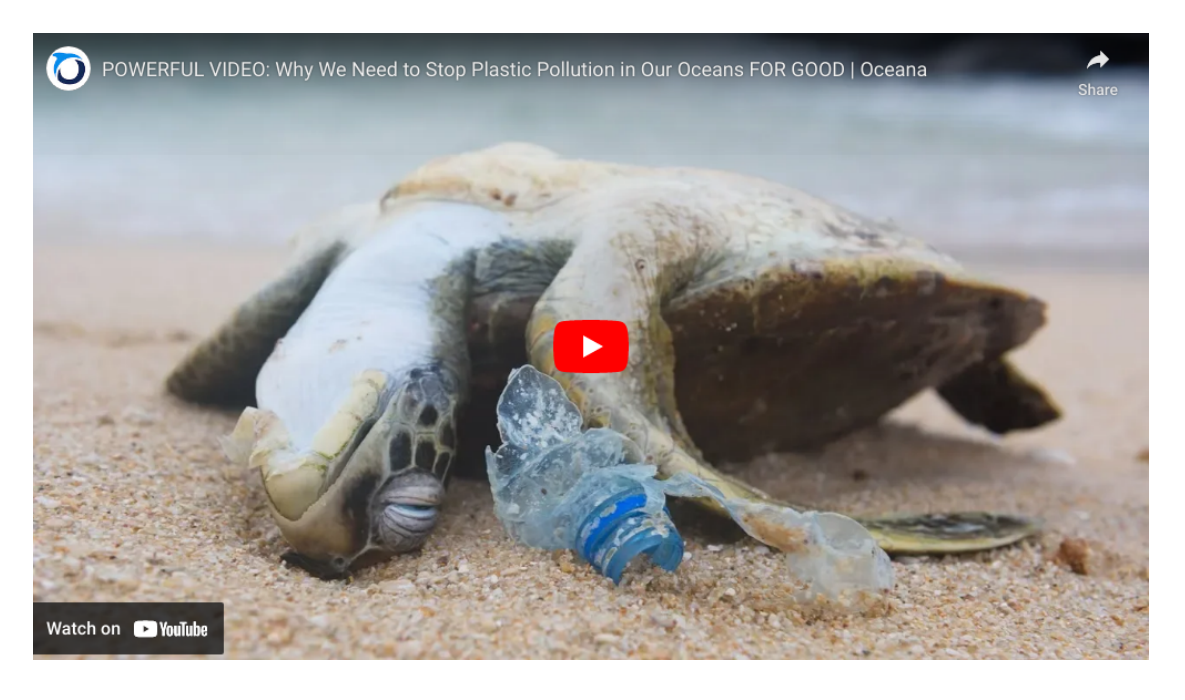 POWERFUL VIDEO: Why We Need to Stop Plastic Pollution in Our Oceans FOR GOOD | Oceana
Share
Watch on YouTube